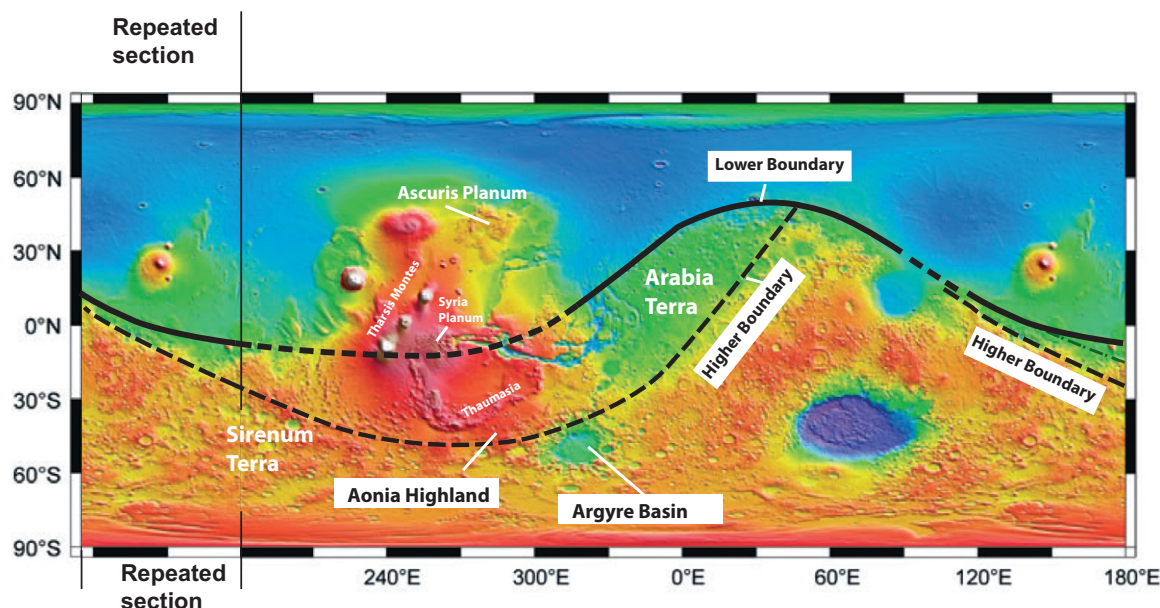 Repeated
section
90°N
60°N
30°N
0°N
30°S
60°S
90°S
Lower Boundary
Ascuris Planum
Tharsis Montes
Syria
Planum
Arabia
Terra
Higher Boundary
Higher Boundary
Thaumasia
Sirenum
Terra
Aonia Highland
Argyre Basin
240°E
300°E
0°E
60°E
120°E
180°E
Repeated
section